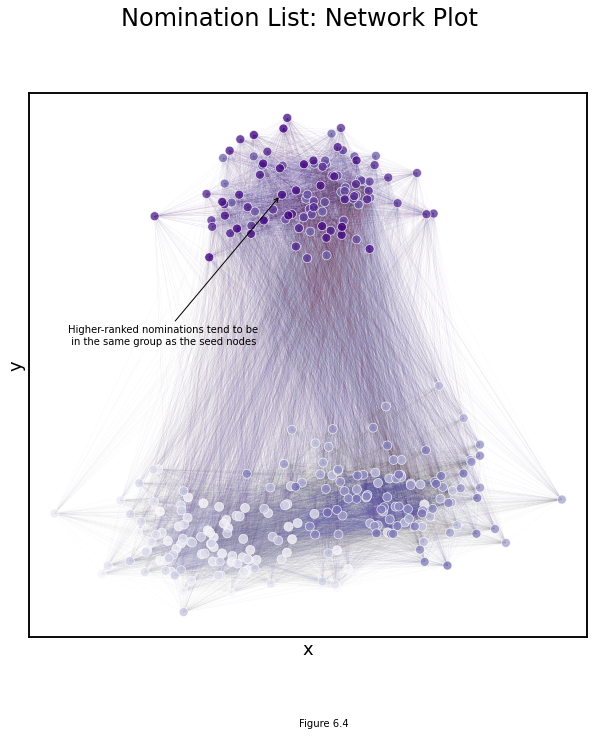 Nomination List: Network Plot
Higher-ranked nominations tend to be
in the same group as the seed nodes
y
x
Figure 6.4